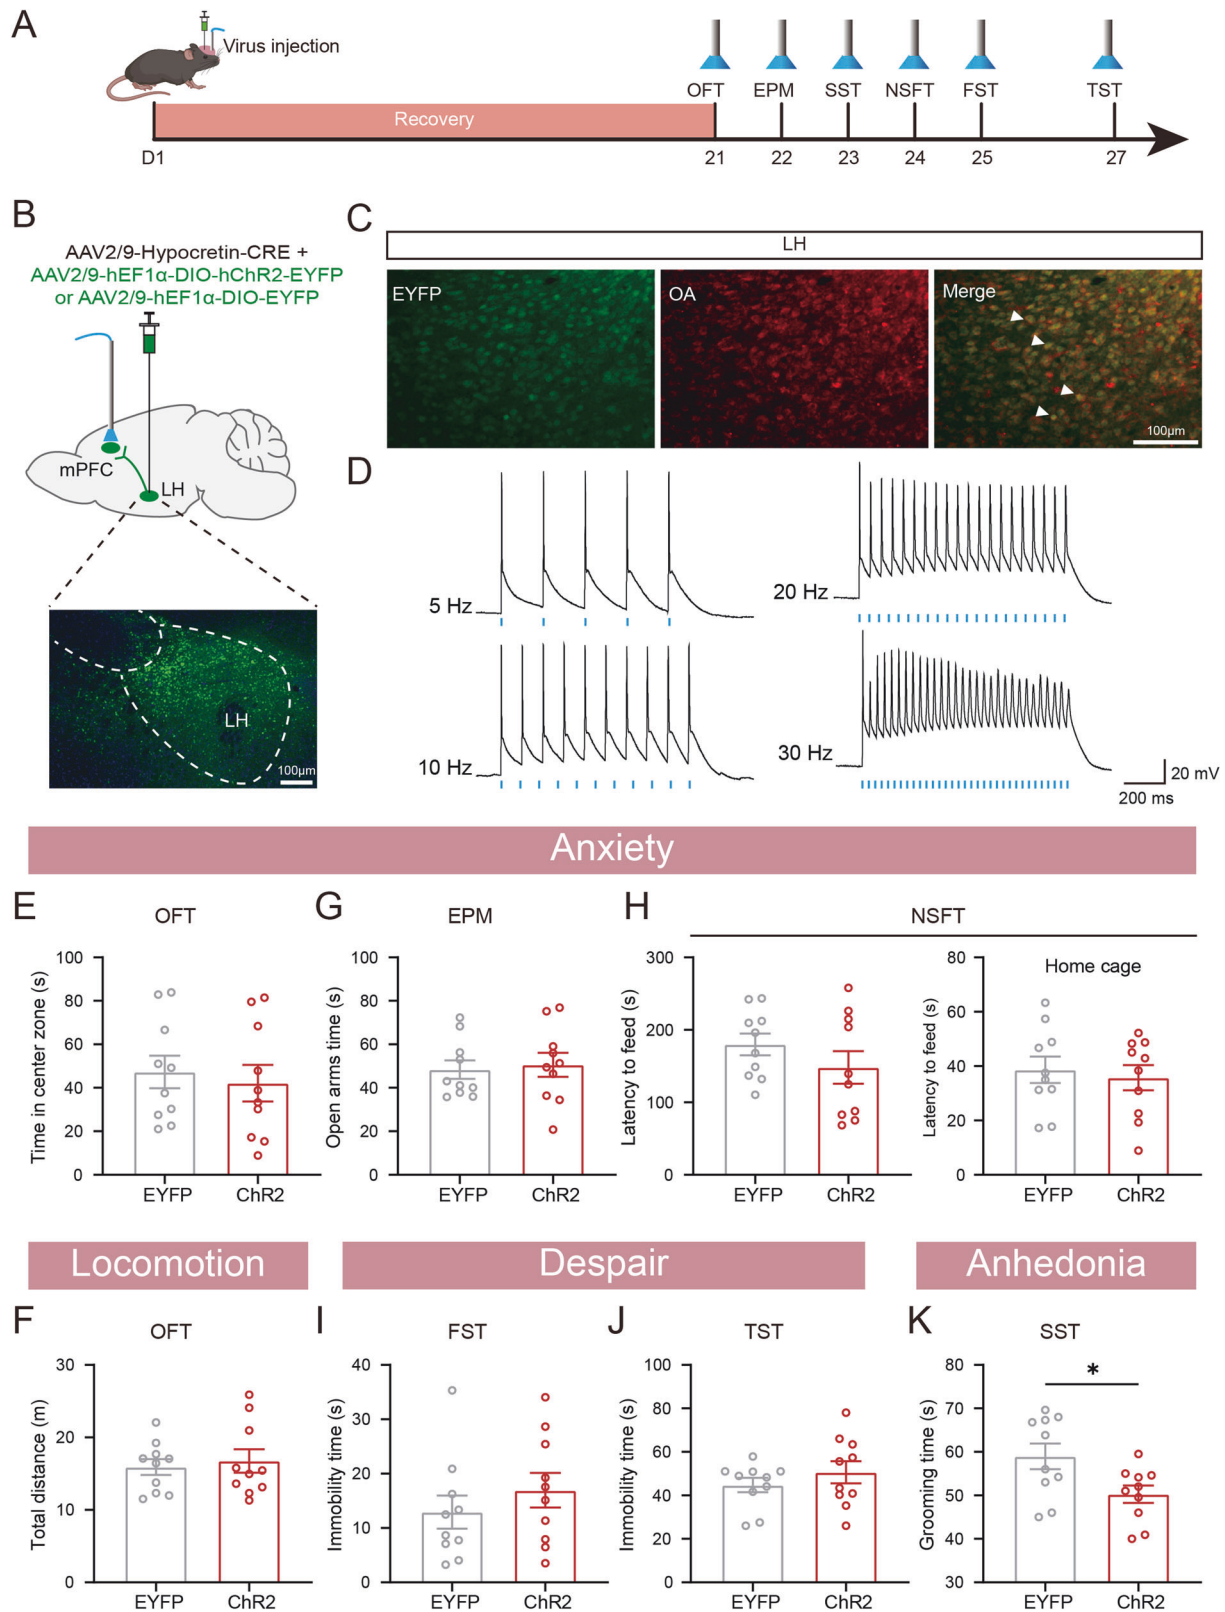 A
Virus injection
OFT EPM SST NSFT FST TST
Recovery
D1 21 22 23 24 25 27
B
AAV2/9-Hypocretin-CRE +
AAV2/9-hEF1α-DIO-hChR2-EYFP
or AAV2/9-hEF1α-DIO-EYFP
mPFC
LH
LH
100μm
C
LH
EYFP
OA
Merge
100μm
D
5 Hz
20 Hz
10 Hz
30 Hz
20 mV
200 ms
Anxiety
E
OFT
Time in center zone (s)
100
80
60
40
20
0
EYFP ChR2
G
EPM
Open arms time (s)
100
80
60
40
20
0
EYFP ChR2
H
NSFT
Latency to feed (s)
300
200
100
0
EYFP ChR2
Home cage
Latency to feed (s)
80
60
40
20
0
EYFP ChR2
Locomotion
Despair
Anhedonia
F
OFT
Total distance (m)
30
20
10
0
EYFP ChR2
I
FST
Immobility time (s)
40
30
20
10
0
EYFP ChR2
J
TST
Immobility time (s)
100
80
60
40
20
0
EYFP ChR2
K
SST
*
Grooming time (s)
80
70
60
50
40
30
EYFP ChR2